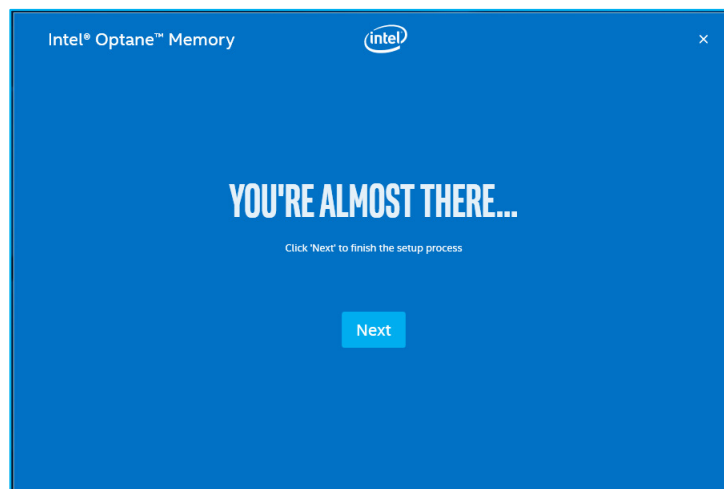 Intel® Optane™ Memory
intel
×
YOU'RE ALMOST THERE...
Click 'Next' to finish the setup process
Next